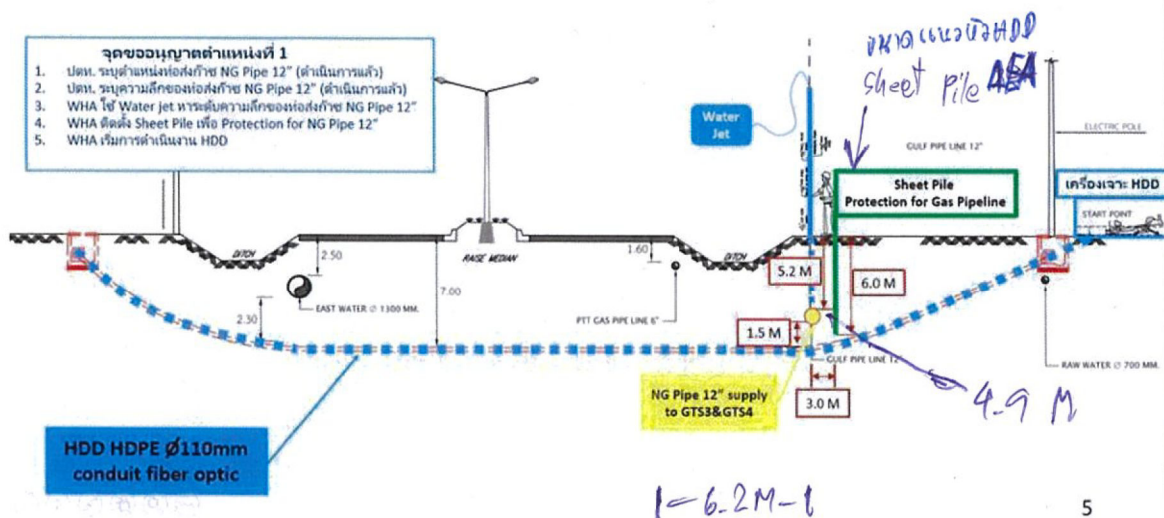 จุดขออนุญาตตำแหน่งที่ 1
1. ปตท. ระบุตำแหน่งท่อส่งก๊าซ NG Pipe 12" (ดำเนินการแล้ว)
2. ปตท. ระบุความลึกของท่อส่งก๊าซ NG Pipe 12" (ดำเนินการแล้ว)
3. WHA ใช้ Water jet หาระดับความลึกของท่อส่งก๊าซ NG Pipe 12"
4. WHA ติดตั้ง Sheet Pile เพื่อ Protection for NG Pipe 12"
5. WHA เริ่มการดำเนินงาน HDD
HDD
Sheet Pile
Water
Jet
GULF PIPE LINE 12"
ELECTRIC POLE
Sheet Pile
Protection for Gas Pipeline
เครื่องเจาะ HDD
START POINT
DITCH
2.50
RAISE MEDIAN
1.60
DITCH
5.2 M
6.0 M
EAST WATER Ø 1300 MM.
7.00
PTT GAS PIPE LINE 6"
2.30
1.5 M
GULF PIPE LINE 12"
RAW WATER Ø 700 MM.
NG Pipe 12" supply
to GTS3&GTS4
3.0 M
4.9 M
HDD HDPE Ø110mm
conduit fiber optic
6.2M
5